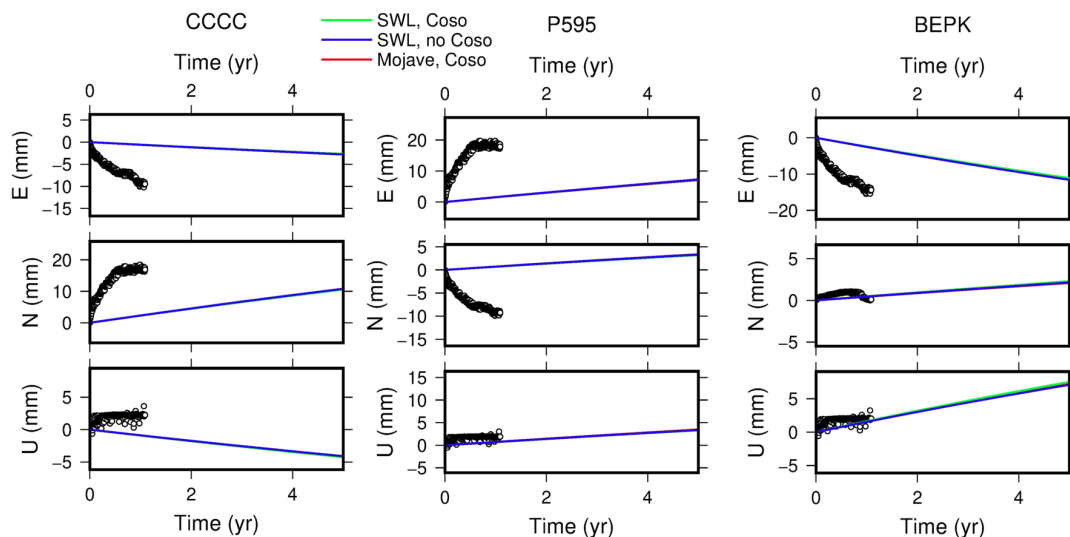 CCCC
SWL, Coso
SWL, no Coso
Mojave, Coso
P595
BEPK
Time (yr)
Time (yr)
Time (yr)
0 2 4
0 2 4
0 2 4
E (mm)
5
0
−5
−10
−15
E (mm)
20
10
0
E (mm)
0
−10
−20
N (mm)
20
10
0
N (mm)
5
0
−5
−10
−15
N (mm)
5
0
−5
U (mm)
5
0
−5
U (mm)
15
10
5
0
−5
U (mm)
5
0
−5
0 2 4
0 2 4
0 2 4
Time (yr)
Time (yr)
Time (yr)